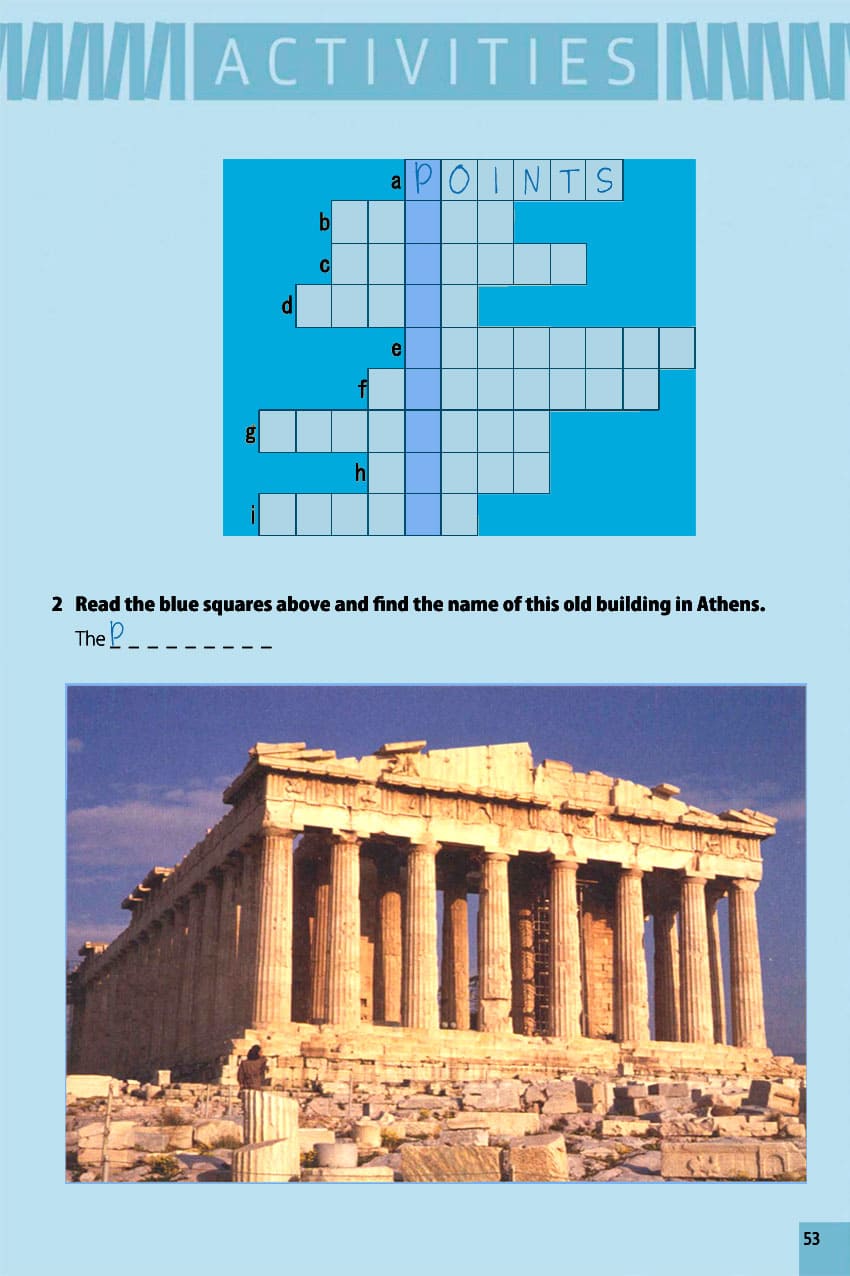 ACTIVITIES
a POINTS
b
c
d
e
f
g
h
i
2 Read the blue squares above and find the name of this old building in Athens.
The P _ _ _ _ _ _ _ _
53